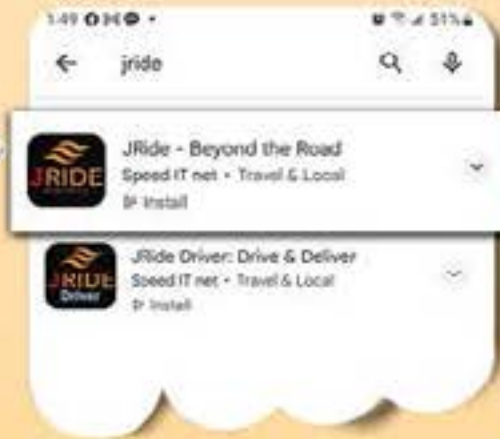 1:49
51%
jride
JRIDE
JRide - Beyond the Road
Speed IT net • Travel & Local
Install
JRIDE
Driver
JRide Driver: Drive & Deliver
Speed IT net • Travel & Local
Install